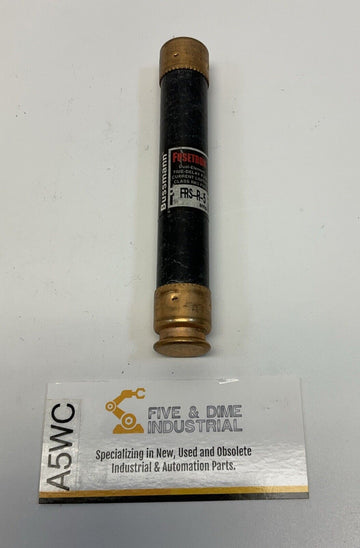 Bussmann
FUSETRON
Dual-Element
TIME-DELAY
CURRENT
CLASS
FRS-R-5
A5WC
FIVE & DIME
INDUSTRIAL
Specializing in New, Used and Obsolete
Industrial & Automation Parts.